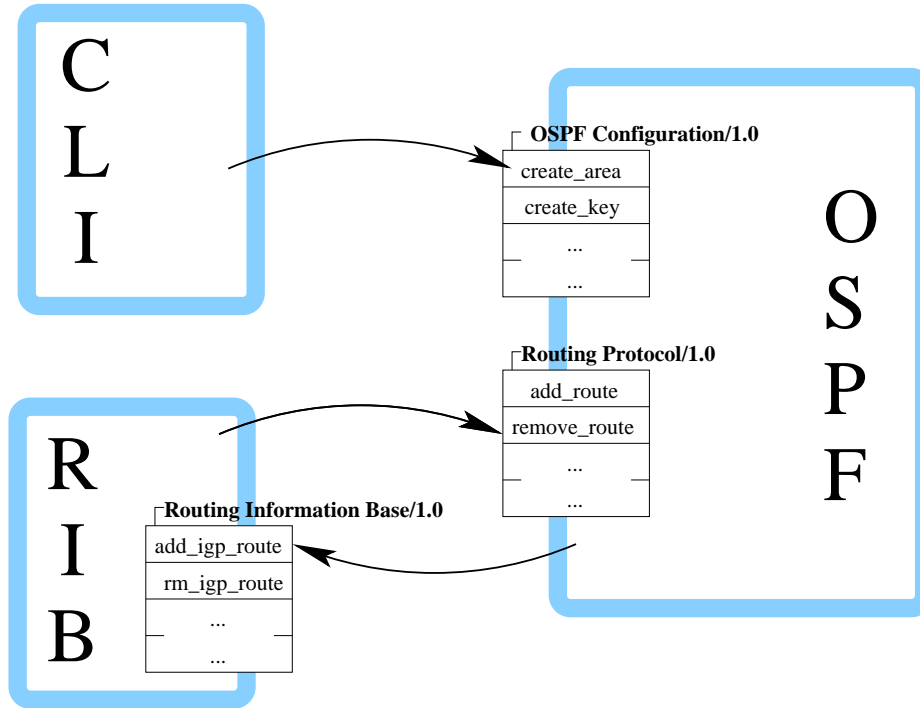 C
L
I
OSPF Configuration/1.0
create_area
create_key
...
...
O
S
P
F
Routing Protocol/1.0
add_route
remove_route
...
...
R
I
B
Routing Information Base/1.0
add_igp_route
rm_igp_route
...
...